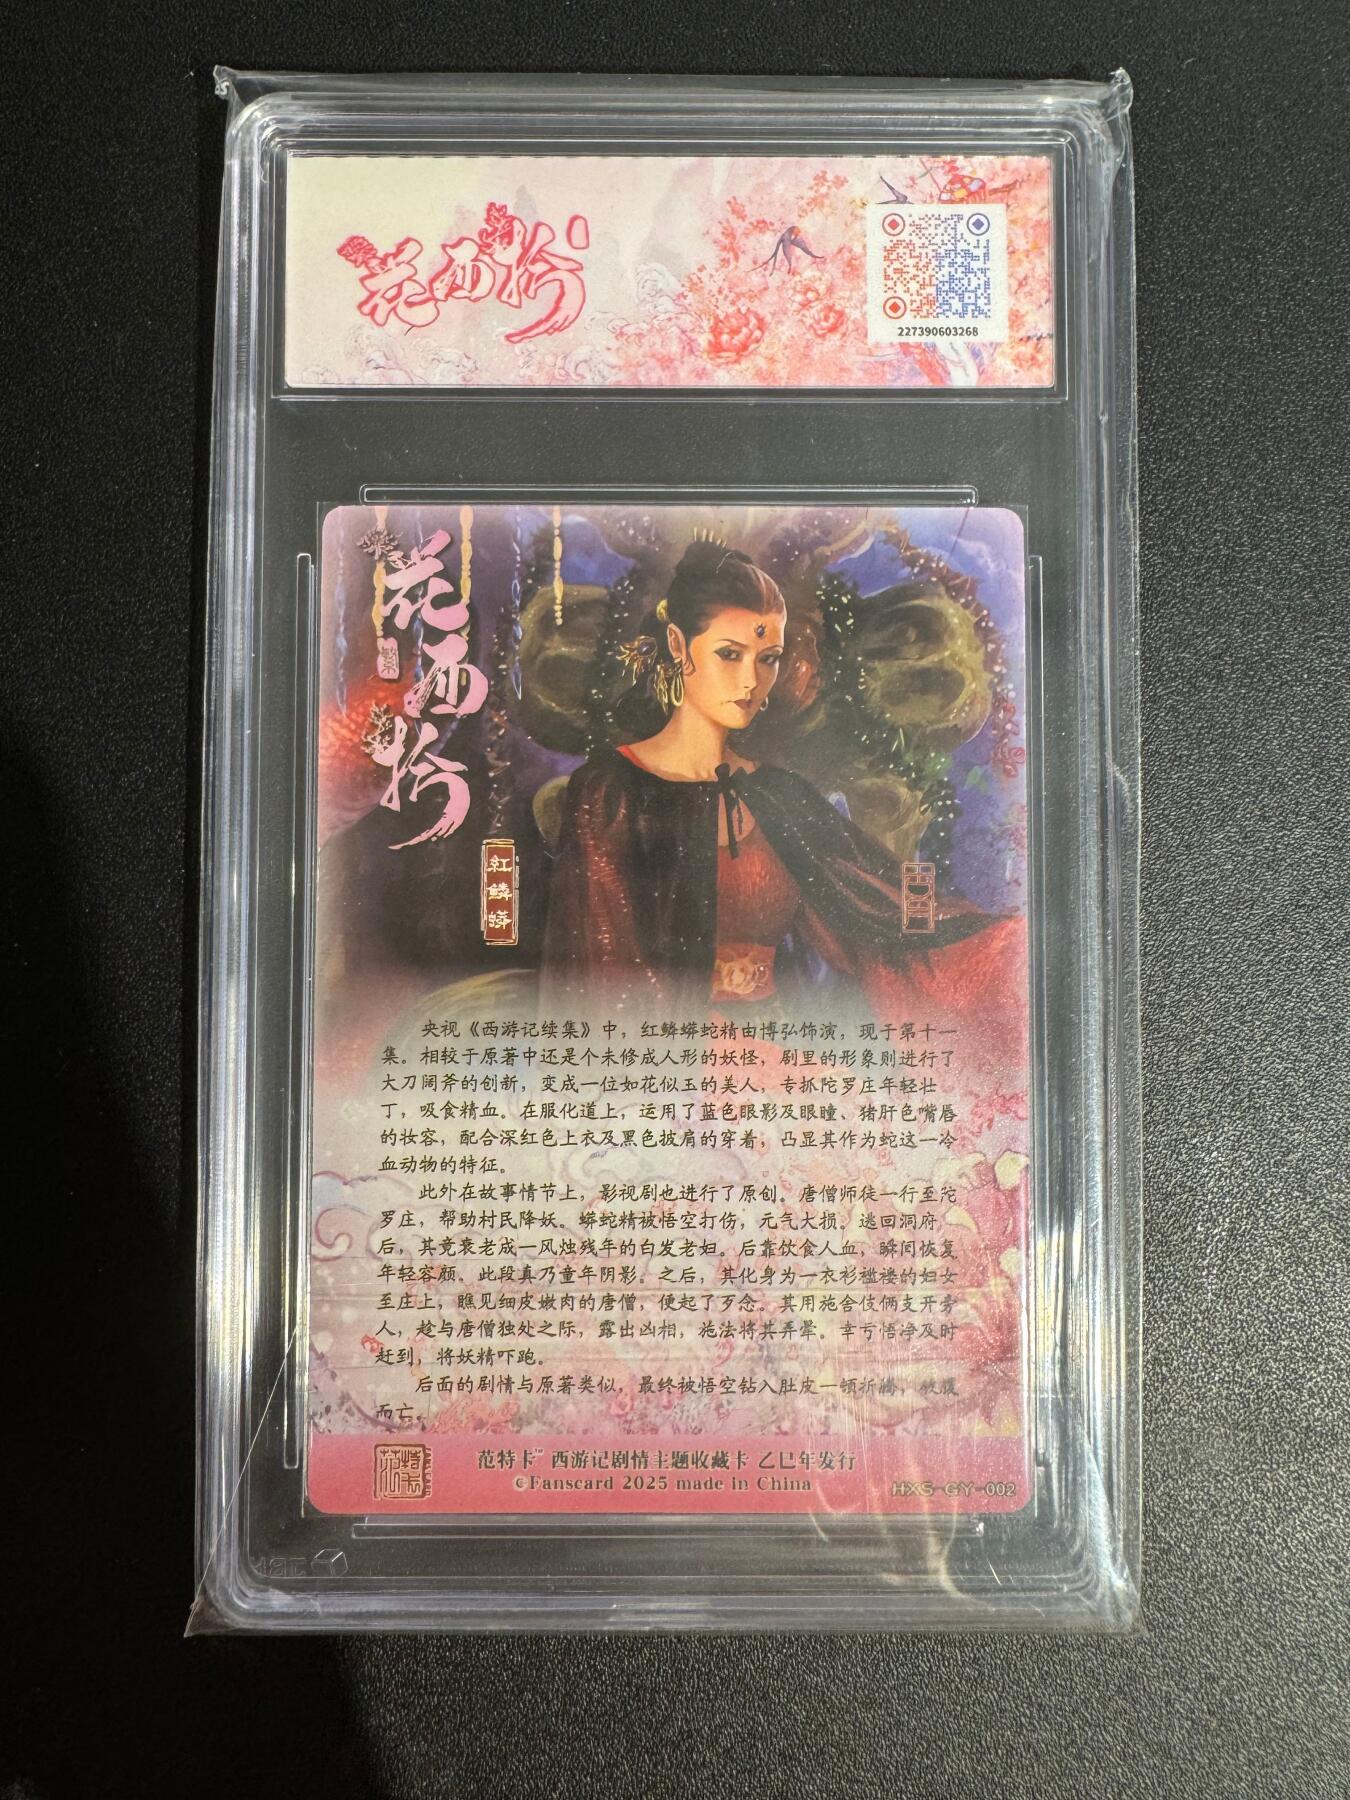 花西拾
227390603268
花西拾
繁
红鳞蟒
央视《西游记续集》中，红鳞蟒蛇精由博弘饰演，现于第十一
集。相较于原著中还是个未修成人形的妖怪，剧里的形象则进行了
大刀阔斧的创新，变成一位如花似玉的美人，专抓陀罗庄年轻壮
丁，吸食精血。在服化道上，运用了蓝色眼影及眼瞳、猪肝色嘴唇
的妆容，配合深红色上衣及黑色披肩的穿着，凸显其作为蛇这一冷
血动物的特征。
此外在故事情节上，影视剧也进行了原创。唐僧师徒一行至陀
罗庄，帮助村民降妖。蟒蛇精被悟空打伤，元气大损。逃回洞府
后，其竟衰老成一风烛残年的白发老妇。后靠饮食人血，瞬间恢复
年轻容颜。此段真乃童年阴影。之后，其化身为一衣衫褴褛的妇女
至庄上，瞧见细皮嫩肉的唐僧，便起了歹念。其用施舍伎俩支开旁
人，趁与唐僧独处之际，露出凶相，施法将其弄晕。幸亏悟净及时
赶到，将妖精吓跑。
后面的剧情与原著类似，最终被悟空钻入肚皮一顿折腾，破腹
而亡。
范特卡™ 西游记剧情主题收藏卡 乙巳年发行
©Fanscard 2025 made in China
HXS-GY-002